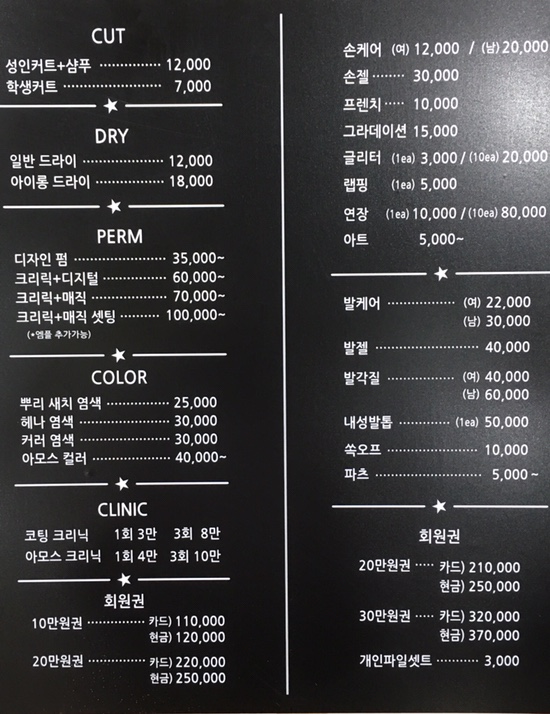 CUT
성인커트+샴푸 ················ 12,000
학생커트 ························· 7,000
DRY
일반 드라이 ···················· 12,000
아이롱 드라이 ················· 18,000
PERM
디자인 펌 ························ 35,000~
크리릭+디지털 ················· 60,000~
크리릭+매직 ···················· 70,000~
크리릭+매직 셋팅 ············ 100,000~
(*엠플 추가가능)
COLOR
뿌리 새치 염색 ················ 25,000
헤나 염색 ························ 30,000
커러 염색 ························ 30,000
아모스 컬러 ····················· 40,000~
CLINIC
코팅 크리닉 1회 3만 3회 8만
아모스 크리닉 1회 4만 3회 10만
회원권
10만원권 ··············· 카드) 110,000
현금) 120,000
20만원권 ··············· 카드) 220,000
현금) 250,000
손케어 (여) 12,000 / (남) 20,000
손젤 ········ 30,000
프렌치 ····· 10,000
그라데이션 15,000
글리터 (1ea) 3,000 / (10ea) 20,000
랩핑 (1ea) 5,000
연장 (1ea) 10,000 / (10ea) 80,000
아트 5,000~
발케어 ················· (여) 22,000
(남) 30,000
발젤 ·························· 40,000
발각질 ················· (여) 40,000
(남) 60,000
내성발톱 ············· (1ea) 50,000
쏙오프 ······················· 10,000
파츠 ·························· 5,000~
회원권
20만원권 ····· 카드) 210,000
현금) 250,000
30만원권 ····· 카드) 320,000
현금) 370,000
개인파일셋트 ··········· 3,000